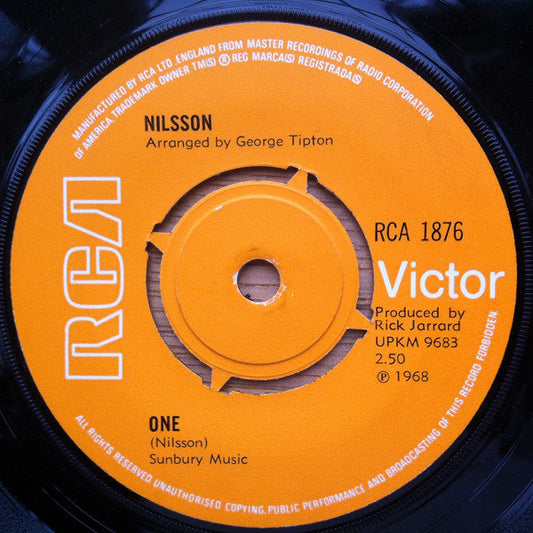 MANUFACTURED BY RCA LTD., ENGLAND FROM MASTER RECORDINGS OF RADIO CORPORATION
OF AMERICA. TRADEMARK OWNER TM(S) ® REG MARCA(S) REGISTRADA(S)
NILSSON
Arranged by George Tipton
RCA
RCA 1876
Victor
Produced by
Rick Jarrard
UPKM 9683
2.50
℗ 1968
ONE
(Nilsson)
Sunbury Music
ALL RIGHTS RESERVED UNAUTHORISED COPYING, PUBLIC PERFORMANCE AND BROADCASTING OF THIS RECORD FORBIDDEN.